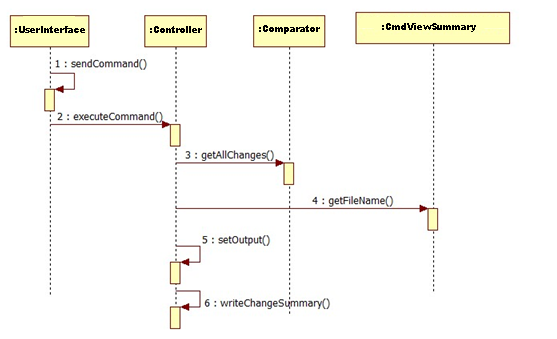 :UserInterface
:Controller
:Comparator
:CmdViewSummary
1 : sendCommand()
2 : executeCommand()
3 : getAllChanges()
4 : getFileName()
5 : setOutput()
6 : writeChangeSummary()